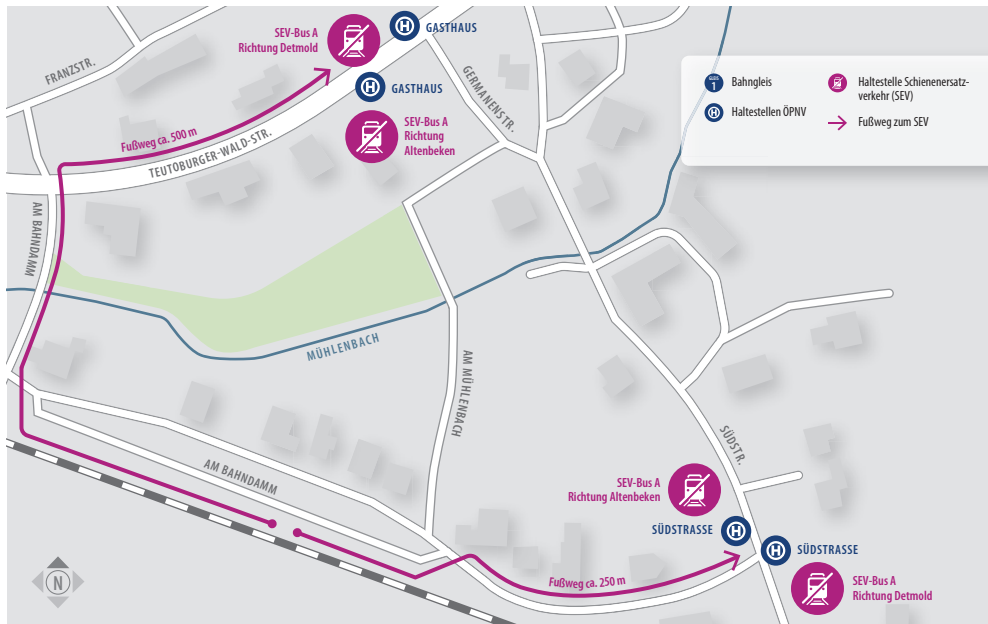 SEV-Bus A
Richtung Detmold
GASTHAUS
FRANZSTR.
GASTHAUS
GERMANENSTR.
SEV-Bus A
Richtung
Altenbeken
Fußweg ca. 500 m
TEUTOBURGER-WALD-STR.
GLEIS
1
Bahngleis
Haltestelle Schienenersatz-
verkehr (SEV)
Haltestellen ÖPNV
Fußweg zum SEV
AM BAHNDAMM
MÜHLENBACH
AM MÜHLENBACH
AM BAHNDAMM
SÜDSTR.
SEV-Bus A
Richtung Altenbeken
SÜDSTRASSE
SÜDSTRASSE
Fußweg ca. 250 m
SEV-Bus A
Richtung Detmold
N
H
H
H
H
H